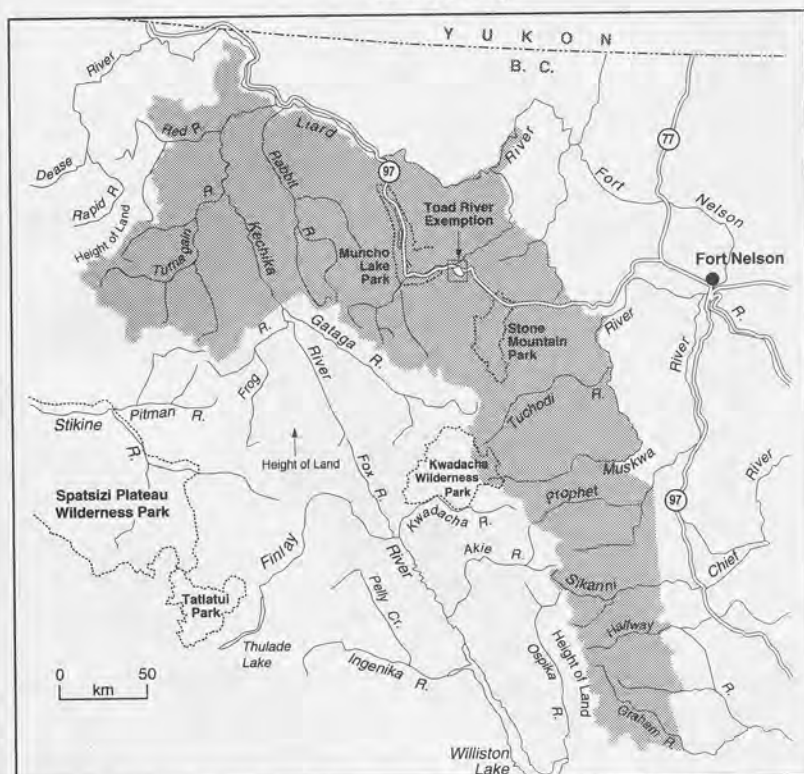 YUKON
B. C.
River
Red R.
Liard
River
77
Dease
Rapid R.
Height of Land
R.
Rabbit
R.
97
Toad River
Exemption
Fort
Nelson
Turnagain
Kechika
Muncho
Lake
Park
Fort Nelson
R.
R.
Gataga R.
Stone
Mountain
Park
River
River
River
Frog
Pitman R.
Stikine
R.
Tuchodi R.
Height of Land
Fox R.
Kwadacha
Wilderness
Park
Muskwa
River
Spatsizi Plateau
Wilderness Park
Prophet
97
Kwadacha R.
Finlay
River
Akie R.
Sikanni
Chief
Tatlatui
Park
Pelly Cr.
Halfway
R.
Thulade
Lake
0 50
km
Ingenika R.
Ospika
R.
Height of Land
Graham R.
Williston
Lake